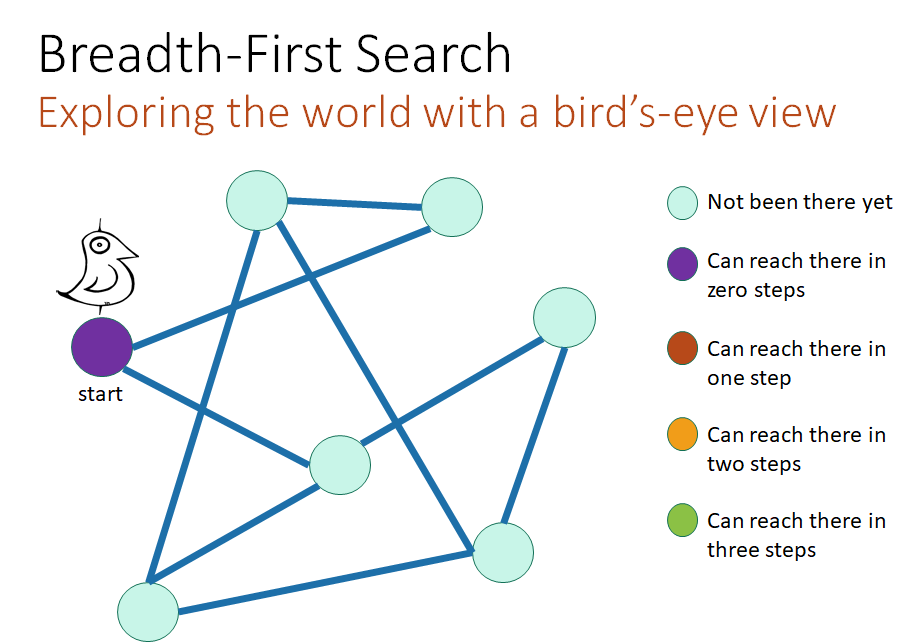 Breadth-First Search
Exploring the world with a bird’s-eye view
Not been there yet
Can reach there in
zero steps
Can reach there in
one step
start
Can reach there in
two steps
Can reach there in
three steps